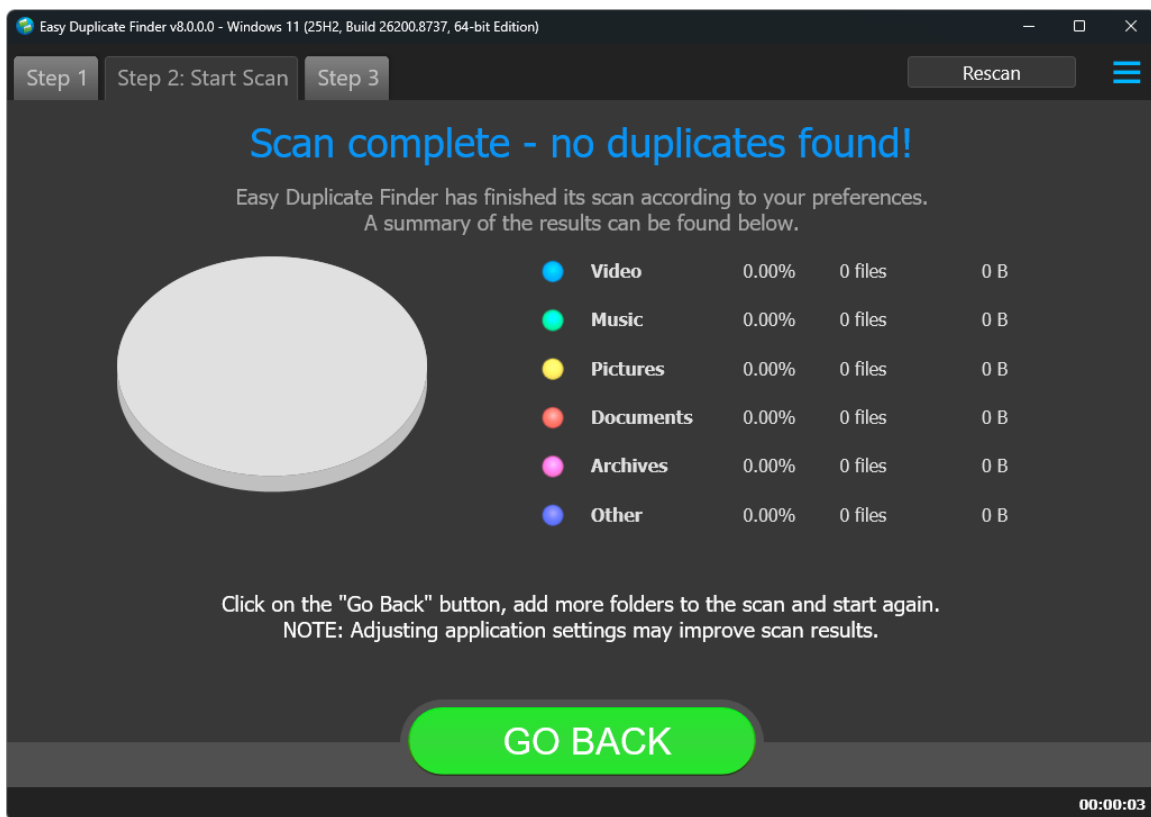 Easy Duplicate Finder v8.0.0.0 - Windows 11 (25H2, Build 26200.8737, 64-bit Edition)
Step 1
Step 2: Start Scan
Step 3
Rescan
Scan complete - no duplicates found!
Easy Duplicate Finder has finished its scan according to your preferences.
A summary of the results can be found below.
Video 0.00% 0 files 0 B
Music 0.00% 0 files 0 B
Pictures 0.00% 0 files 0 B
Documents 0.00% 0 files 0 B
Archives 0.00% 0 files 0 B
Other 0.00% 0 files 0 B
Click on the "Go Back" button, add more folders to the scan and start again.
NOTE: Adjusting application settings may improve scan results.
GO BACK
00:00:03